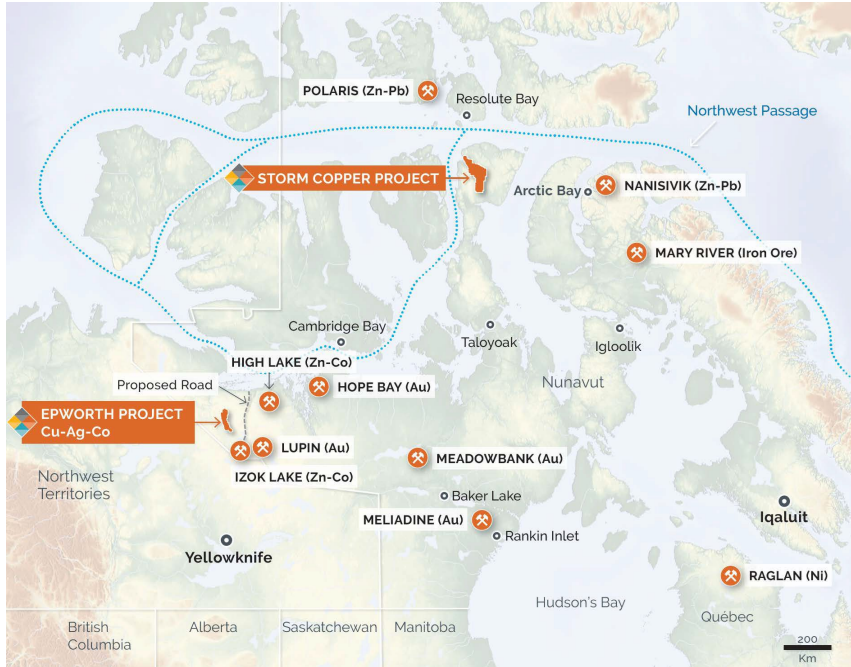 POLARIS (Zn-Pb)
Resolute Bay
Northwest Passage
STORM COPPER PROJECT
Arctic Bay
NANISIVIK (Zn-Pb)
MARY RIVER (Iron Ore)
Cambridge Bay
Taloyoak
Igloolik
HIGH LAKE (Zn-Co)
Proposed Road
HOPE BAY (Au)
Nunavut
EPWORTH PROJECT
Cu-Ag-Co
LUPIN (Au)
MEADOWBANK (Au)
IZOK LAKE (Zn-Co)
Northwest
Territories
Baker Lake
MELIADINE (Au)
Iqaluit
Rankin Inlet
Yellowknife
RAGLAN (Ni)
Hudson's Bay
Québec
British
Columbia
Alberta
Saskatchewan
Manitoba
200
Km